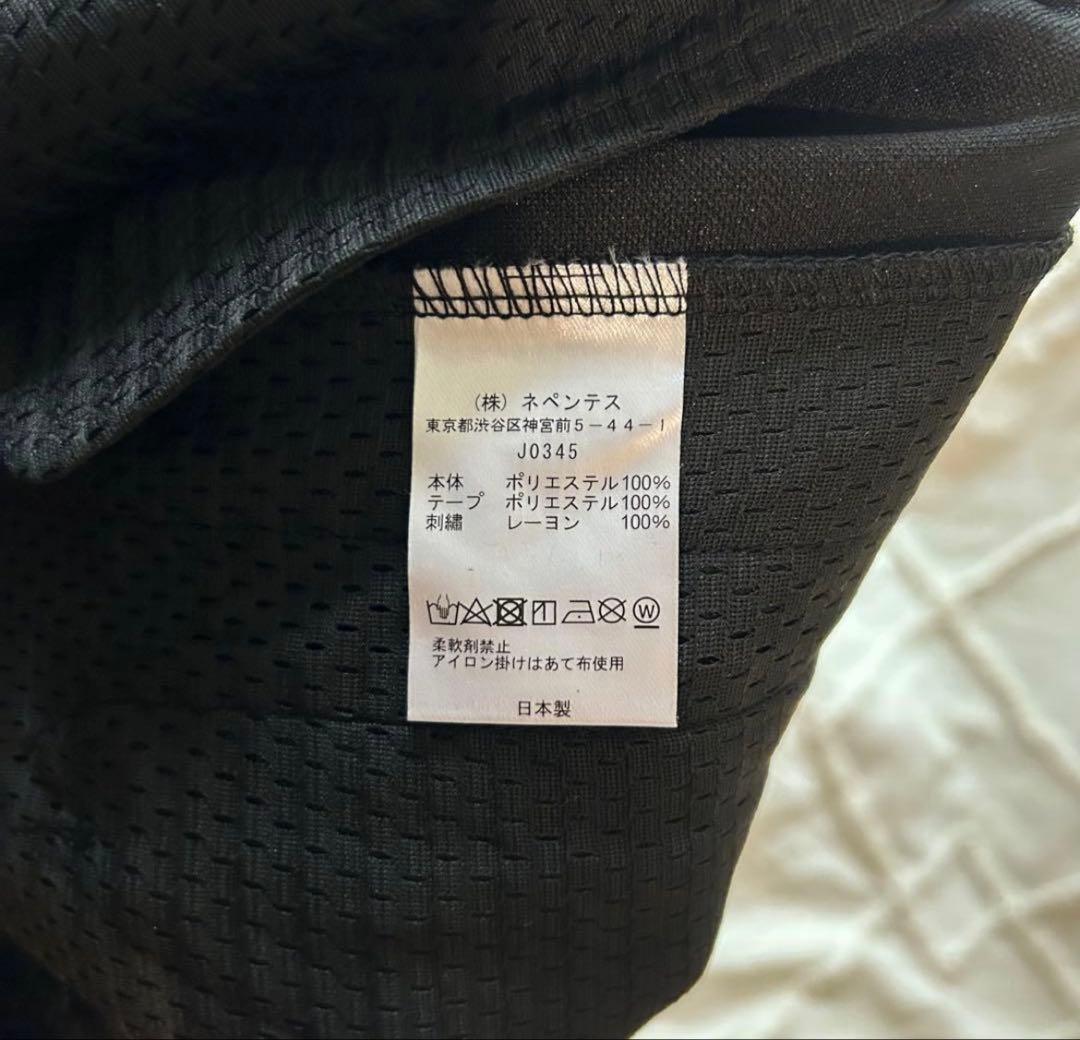 (株) ネペンテス
東京都渋谷区神宮前5-44-1
J0345
本体 ポリエステル100%
テープ ポリエステル100%
刺繡 レーヨン 100%
W
柔軟剤禁止
アイロン掛けはあて布使用
日本製